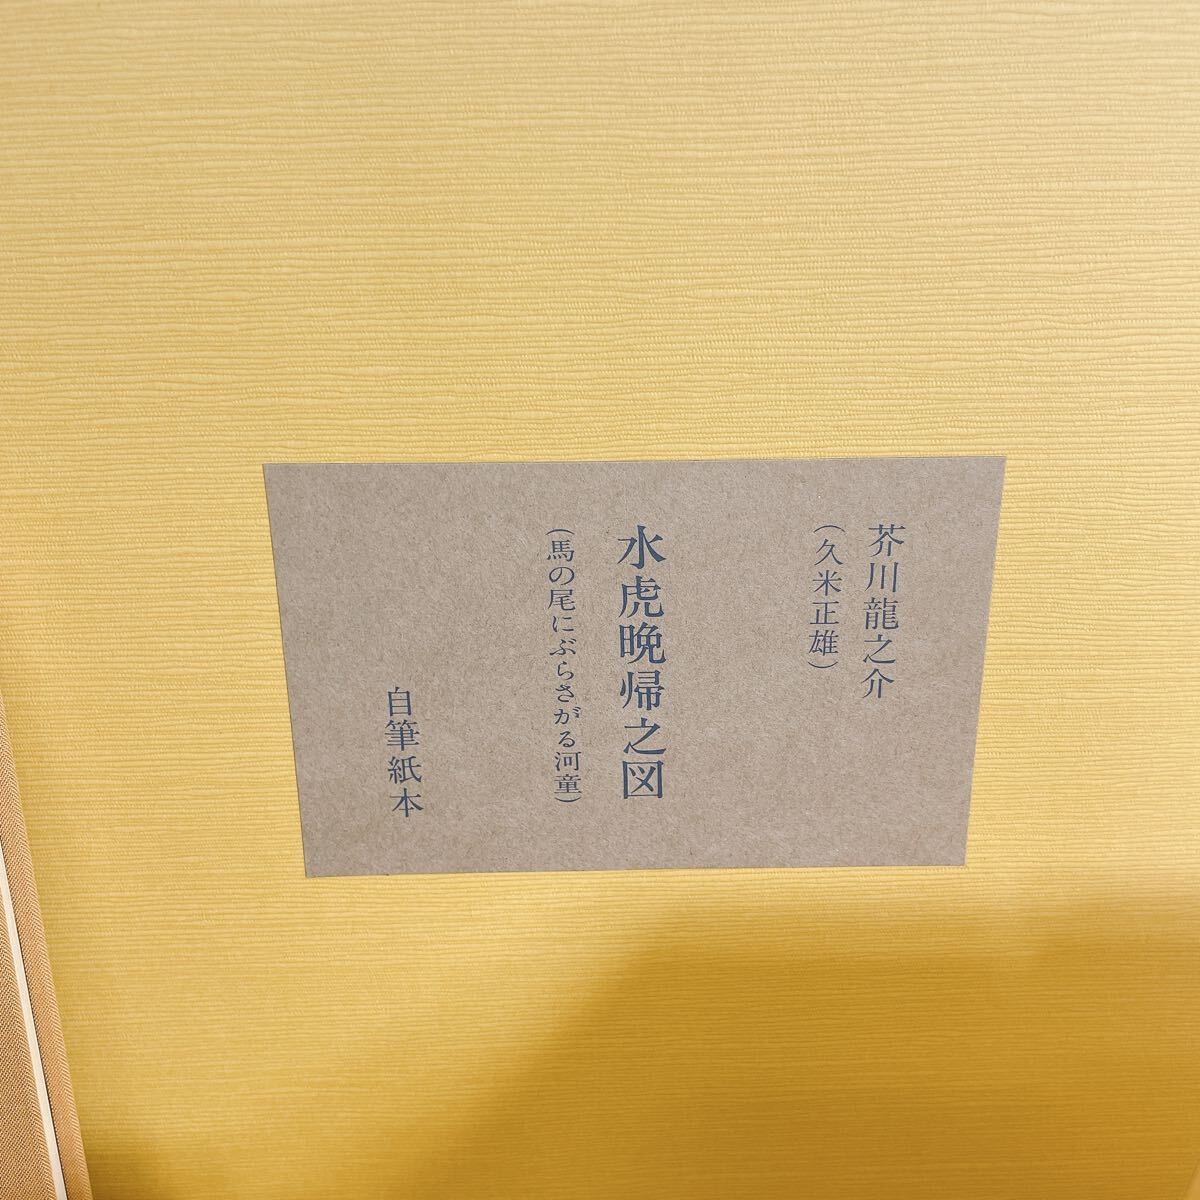 芥川龍之介
（久米正雄）
水虎晩帰之図
（馬の尾にぶらさがる河童）
自筆紙本